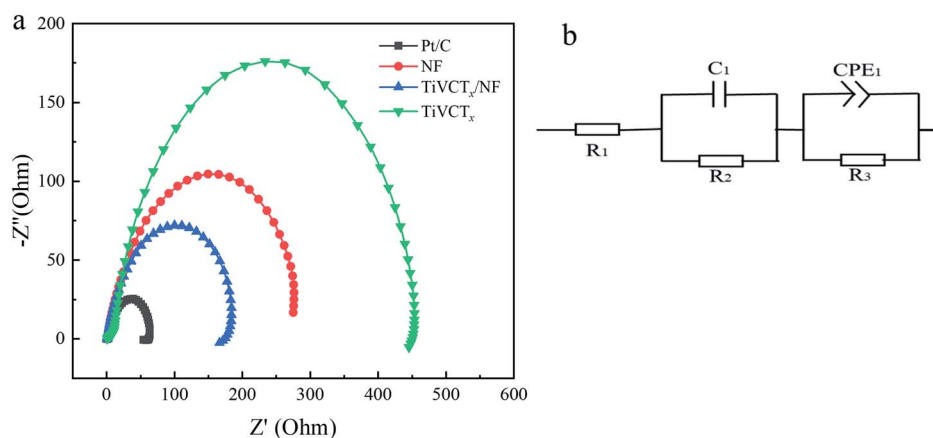 a
200
150
100
50
0
-Z"(Ohm)
Pt/C
NF
TiVCTₓ/NF
TiVCTₓ
0 100 200 300 400 500 600
Z' (Ohm)
b
C₁
CPE₁
R₁
R₂
R₃